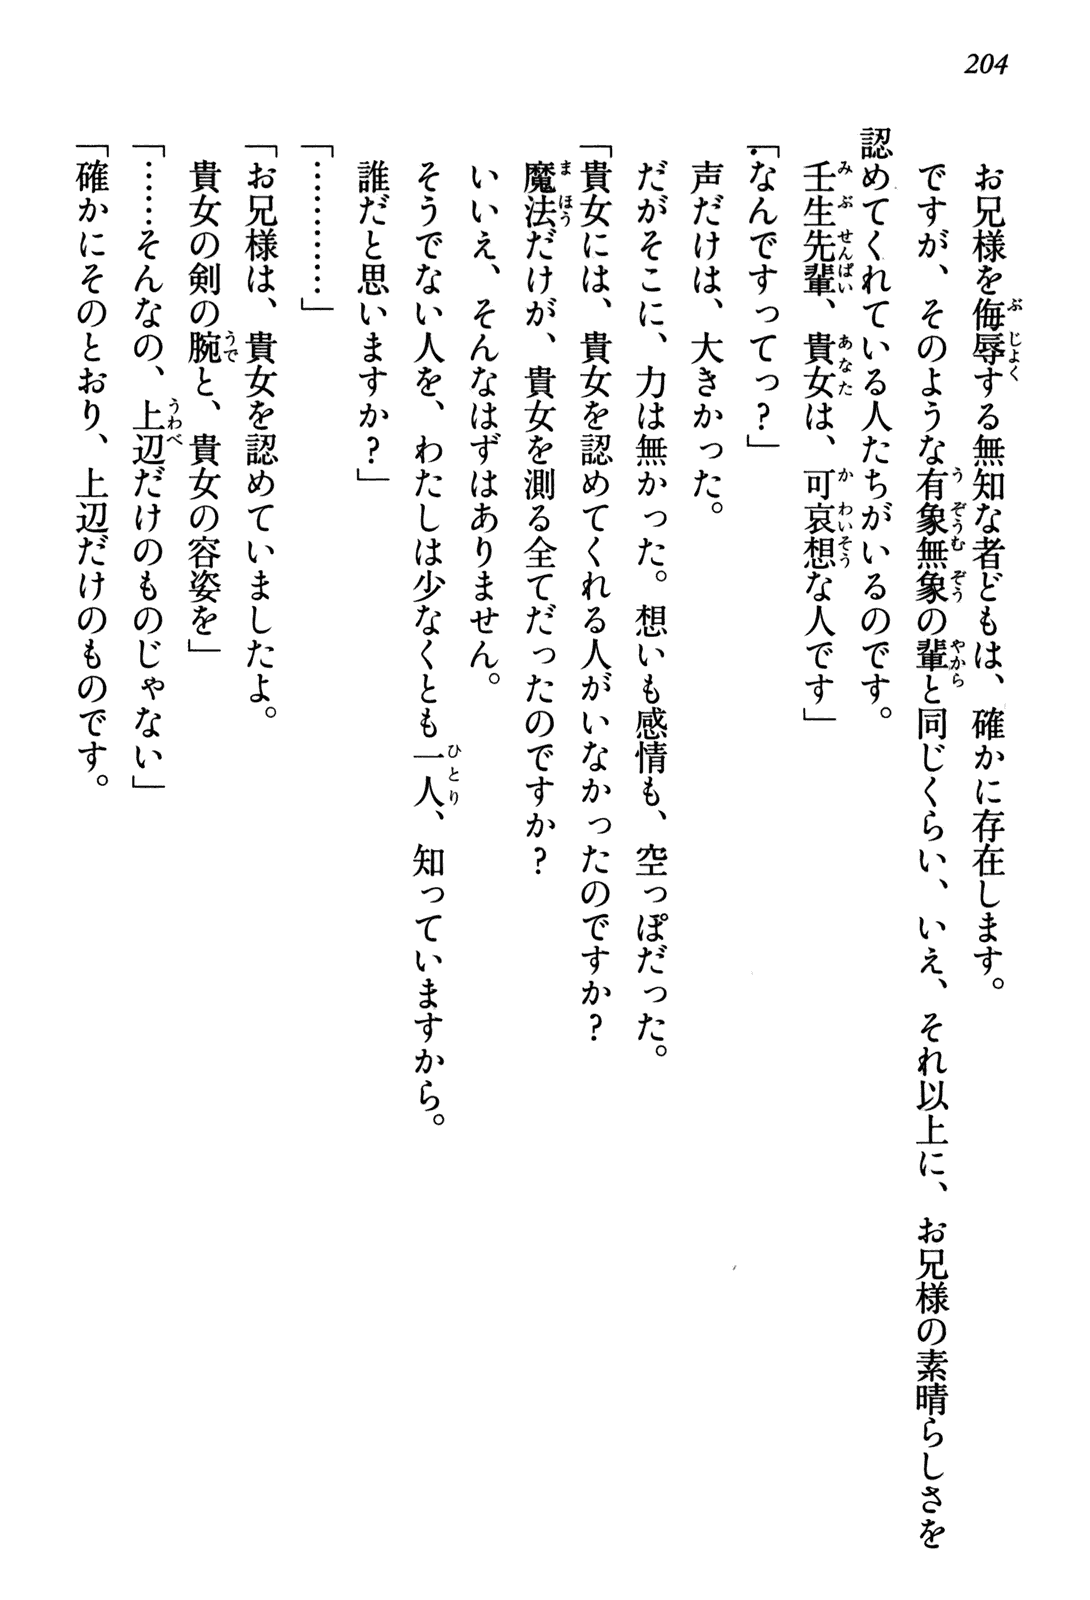 204
お兄様を侮辱する無知な者どもは、確かに存在します。
ですが、そのような有象無象の輩と同じくらい、いえ、それ以上に、お兄様の素晴らしさを
認めてくれている人たちがいるのです。
壬生先輩、貴女は、可哀想な人です」
「なんですってっ？」
声だけは、大きかった。
だがそこに、力は無かった。想いも感情も、空っぽだった。
「貴女には、貴女を認めてくれる人がいなかったのですか？
魔法だけが、貴女を測る全てだったのですか？
いいえ、そんなはずはありません。
そうでない人を、わたしは少なくとも一人、知っていますから。
誰だと思いますか？」
「…………」
「お兄様は、貴女を認めていましたよ。
貴女の剣の腕と、貴女の容姿を」
「……そんなの、上辺だけのものじゃない」
「確かにそのとおり、上辺だけのものです。